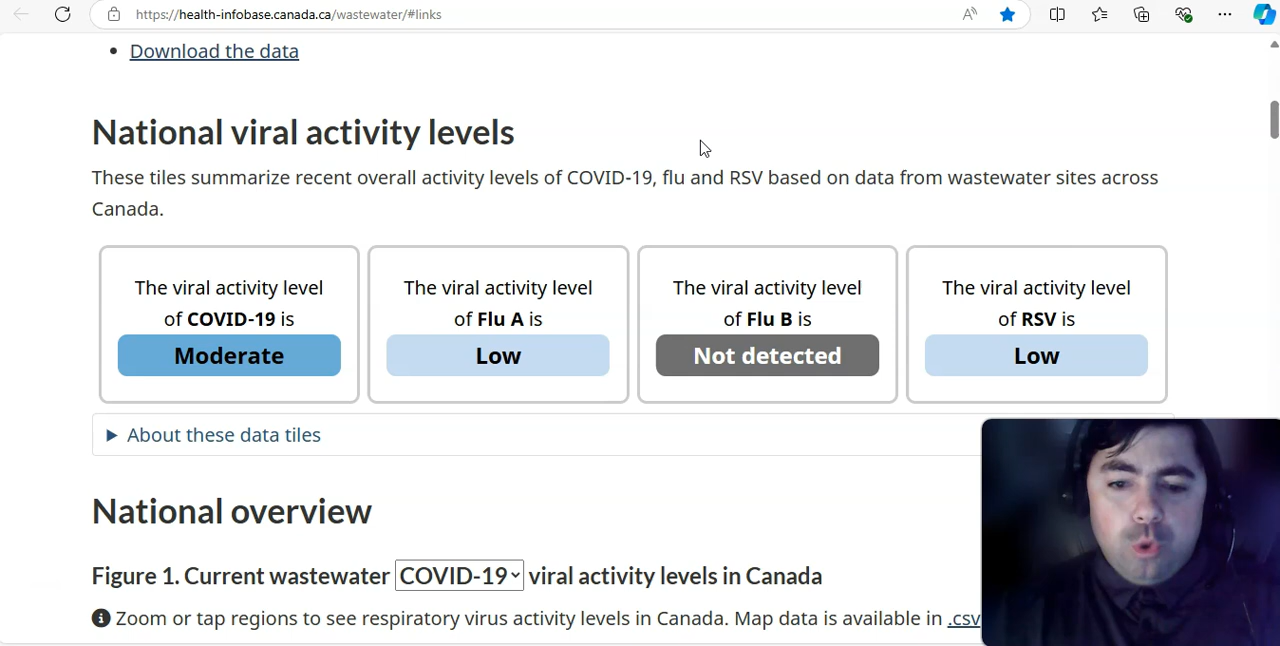 https://health-infobase.canada.ca/wastewater/#links
Download the data
National viral activity levels
These tiles summarize recent overall activity levels of COVID-19, flu and RSV based on data from wastewater sites across
Canada.
The viral activity level
of COVID-19 is
Moderate
The viral activity level
of Flu A is
Low
The viral activity level
of Flu B is
Not detected
The viral activity level
of RSV is
Low
About these data tiles
National overview
Figure 1. Current wastewater COVID-19 viral activity levels in Canada
Zoom or tap regions to see respiratory virus activity levels in Canada. Map data is available in .csv